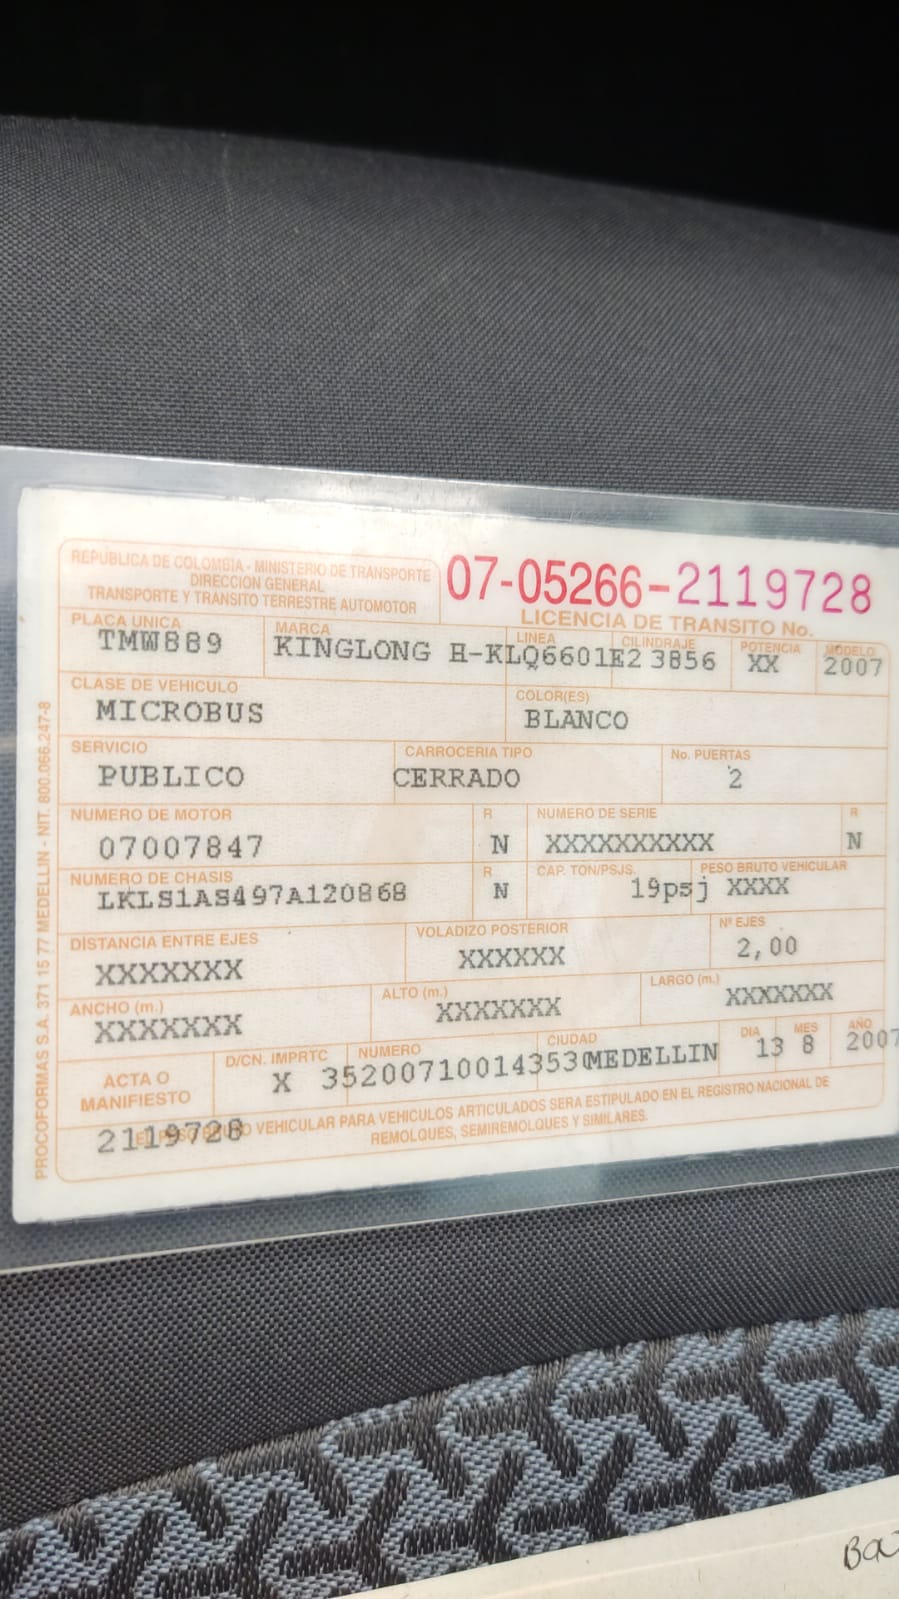 REPUBLICA DE COLOMBIA - MINISTERIO DE TRANSPORTE
DIRECCION GENERAL
TRANSPORTE Y TRANSITO TERRESTRE AUTOMOTOR
07-05266-2119728
LICENCIA DE TRANSITO No.
PLACA UNICA MARCA LINEA CILINDRAJE POTENCIA MODELO
TMW889 KINGLONG H-KLQ6601E2 3856 XX 2007
CLASE DE VEHICULO COLOR(ES)
MICROBUS BLANCO
SERVICIO CARROCERIA TIPO No. PUERTAS
PUBLICO CERRADO 2
NUMERO DE MOTOR R NUMERO DE SERIE R
07007847 N XXXXXXXXXX N
NUMERO DE CHASIS R CAP. TON/PSJS. PESO BRUTO VEHICULAR
LKLS1AS497A120868 N 19psj XXXX
DISTANCIA ENTRE EJES VOLADIZO POSTERIOR Nº EJES
XXXXXXX XXXXXX 2,00
ANCHO (m.) ALTO (m.) LARGO (m.)
XXXXXXX XXXXXXX XXXXXXX
ACTA O MANIFIESTO D/CN. IMPRTC NUMERO CIUDAD DIA MES AÑO
X 352007100143530 MEDELLIN 13 8 2007
2119728
EL PESO BRUTO VEHICULAR PARA VEHICULOS ARTICULADOS SERA ESTIPULADO EN EL REGISTRO NACIONAL DE
REMOLQUES, SEMIREMOLQUES Y SIMILARES.
PROCOFORMAS S.A. 371 15 77 MEDELLIN - NIT. 800.066.247-8